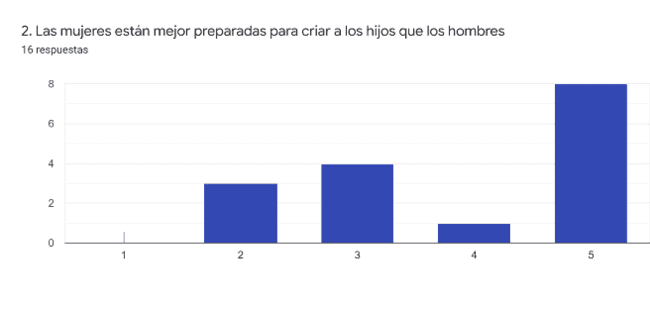 2. Las mujeres están mejor preparadas para criar a los hijos que los hombres
16 respuestas
8
6
4
2
0
1 2 3 4 5